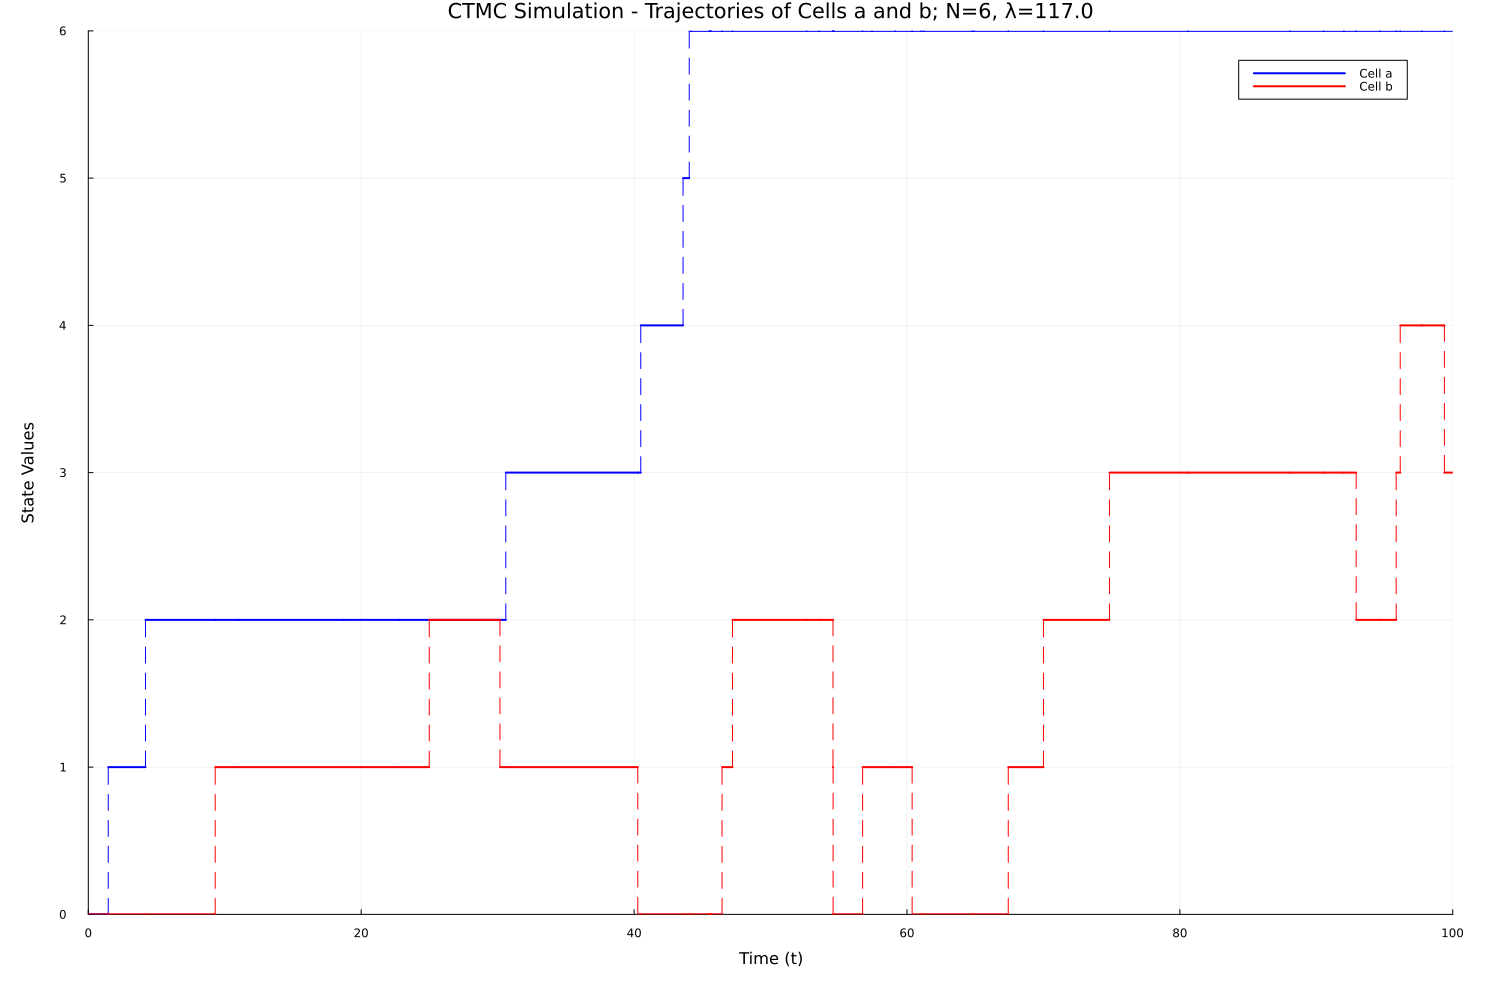 CTMC Simulation - Trajectories of Cells a and b; N=6, λ=117.0
6
Cell a
Cell b
5
4
State Values
3
2
1
0
0 20 40 60 80 100
Time (t)